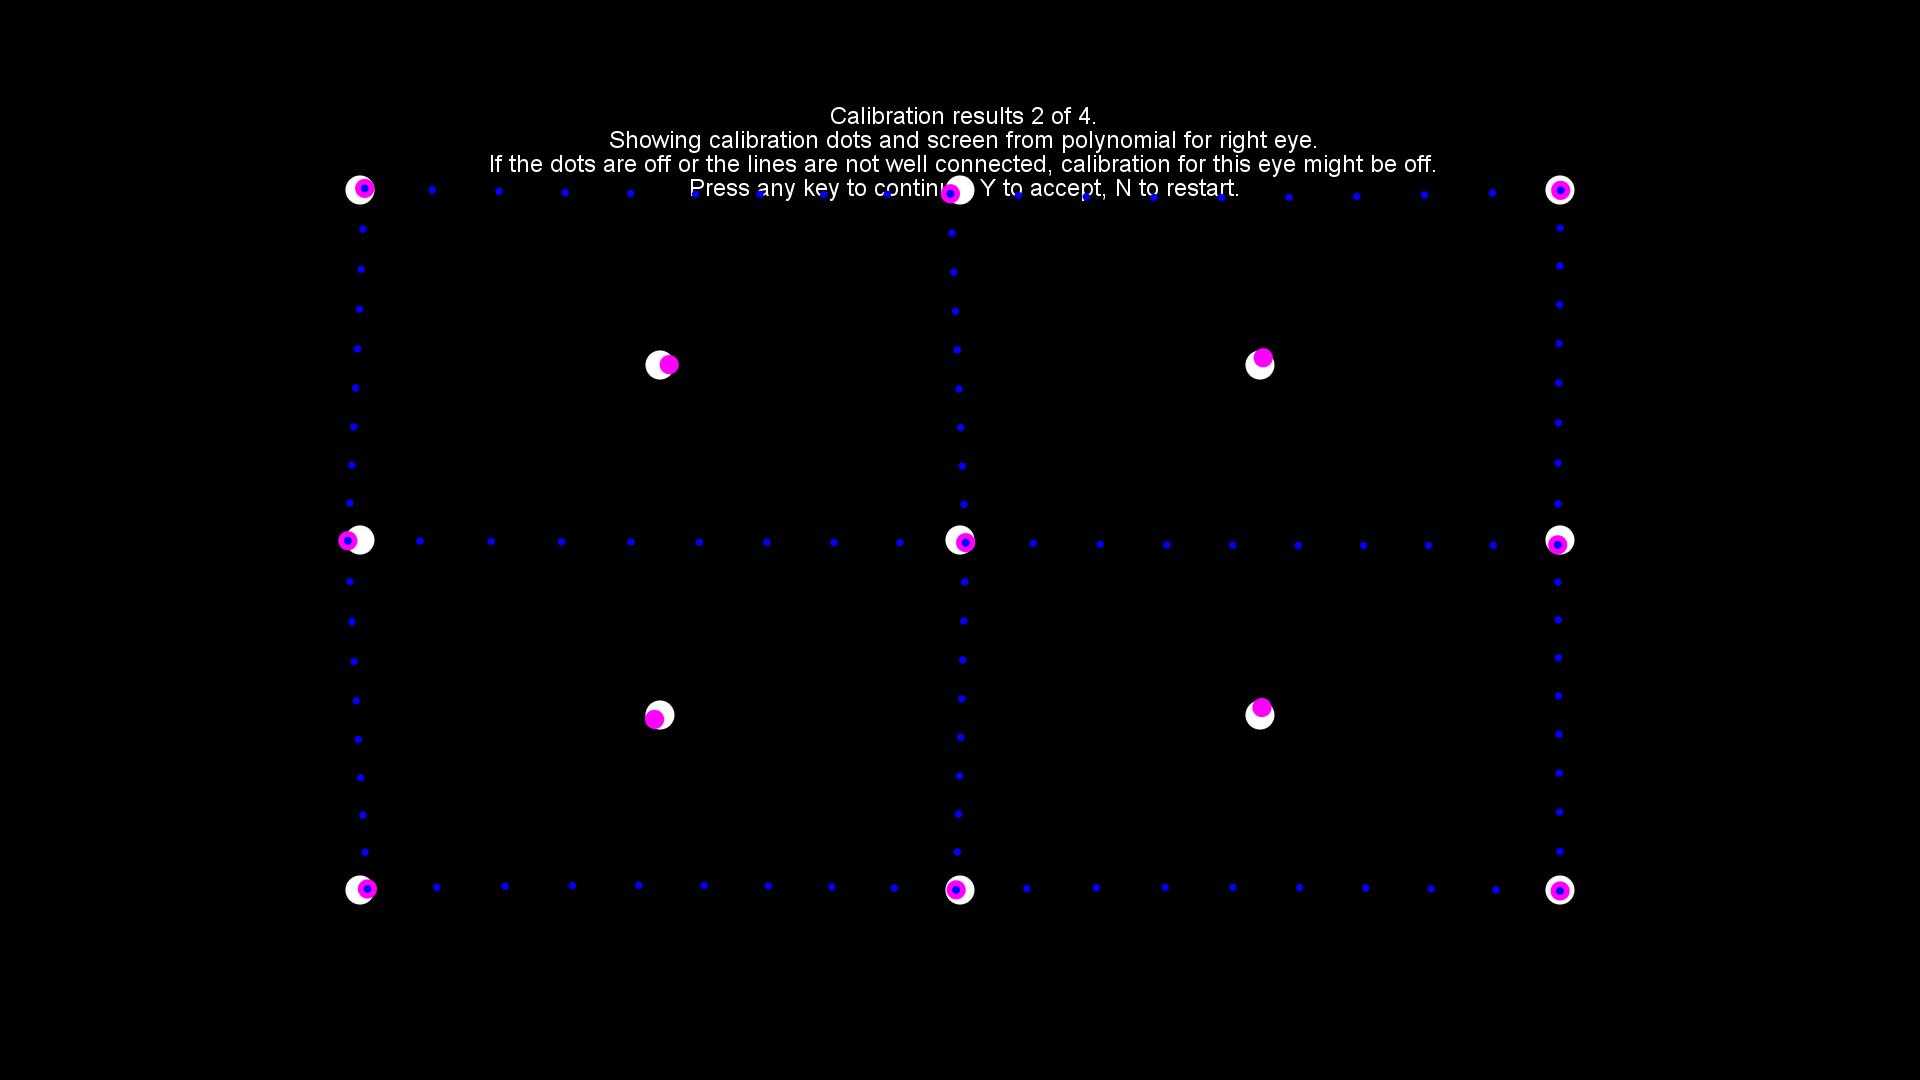 Calibration results 2 of 4.
Showing calibration dots and screen from polynomial for right eye.
If the dots are off or the lines are not well connected, calibration for this eye might be off.
Press any key to continue, Y to accept, N to restart.